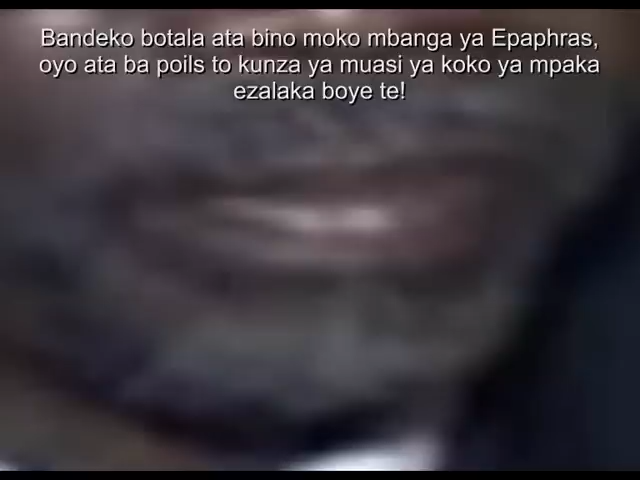 Bandeko botala ata bino moko mbanga ya Epaphras,
oyo ata ba poils to kunza ya muasi ya koko ya mpaka
ezalaka boye te!